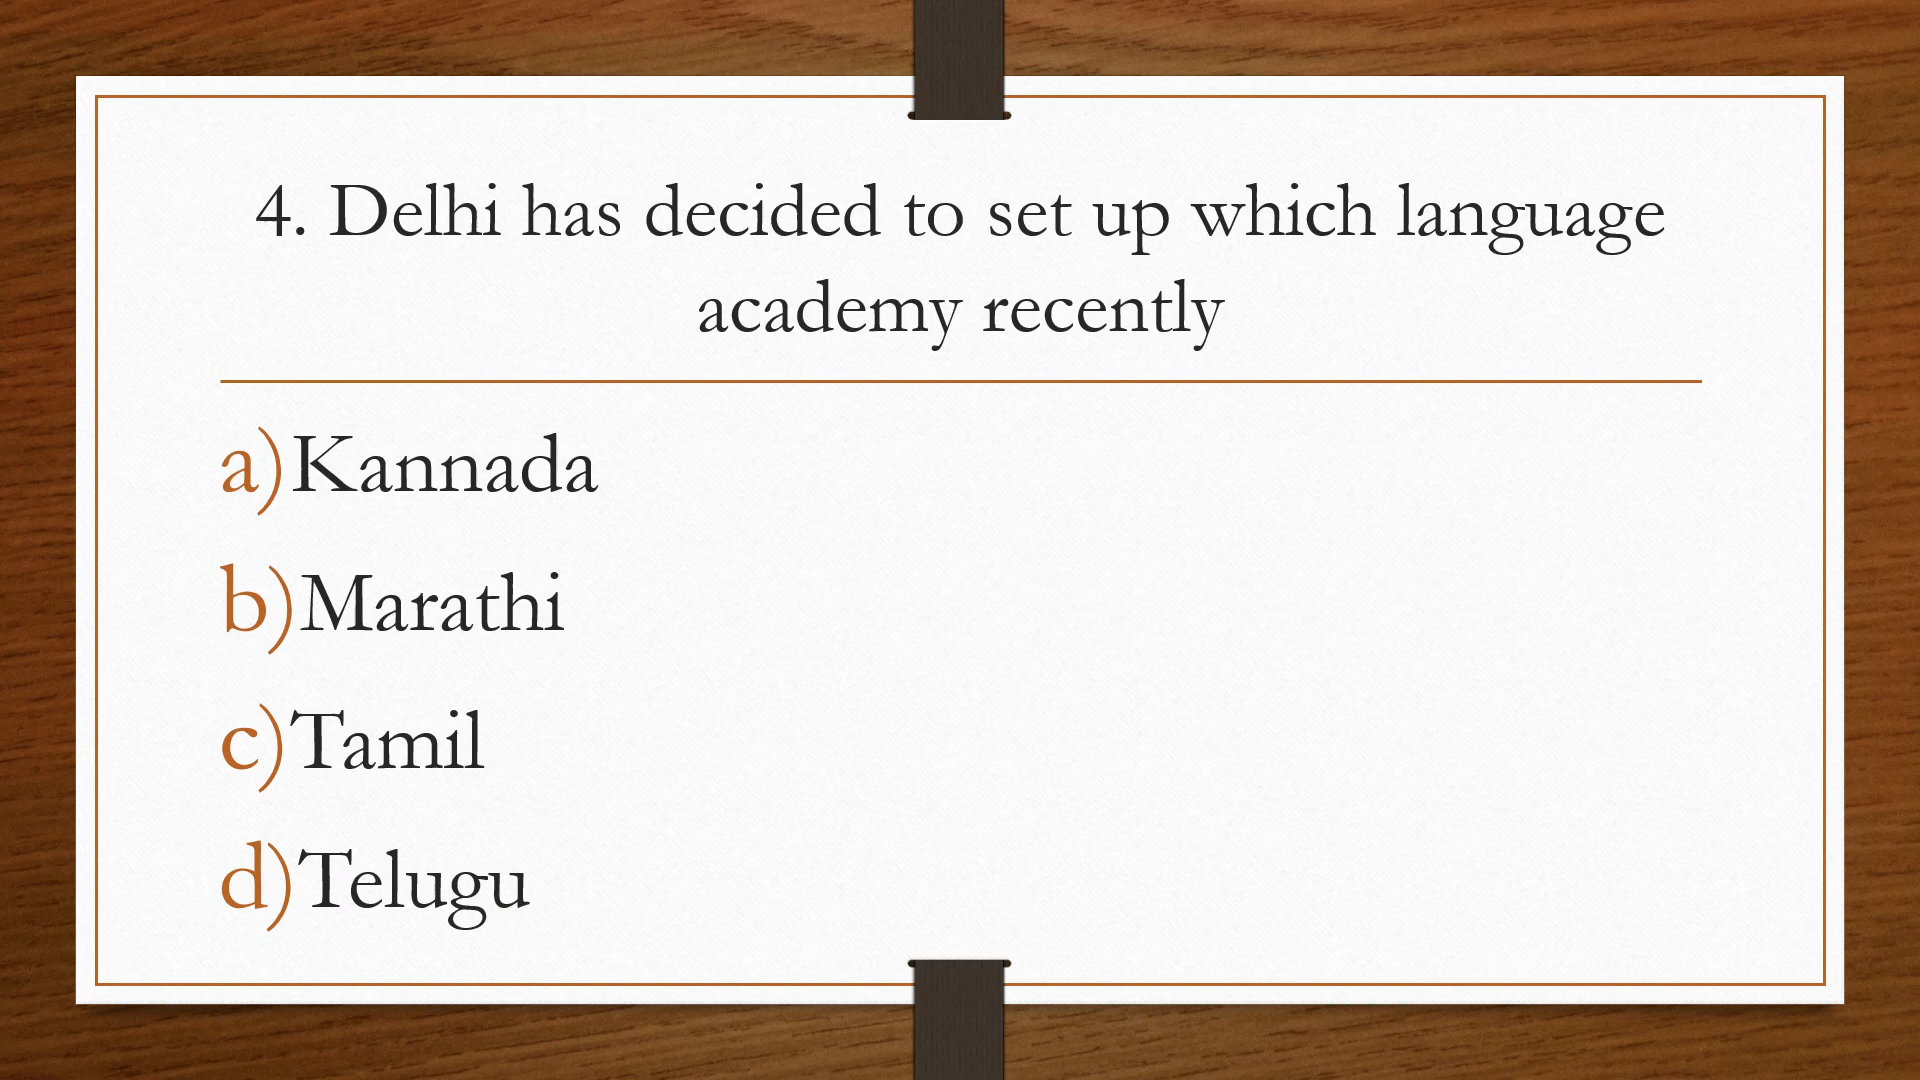 4. Delhi has decided to set up which language
academy recently
a)Kannada
b)Marathi
c)Tamil
d)Telugu